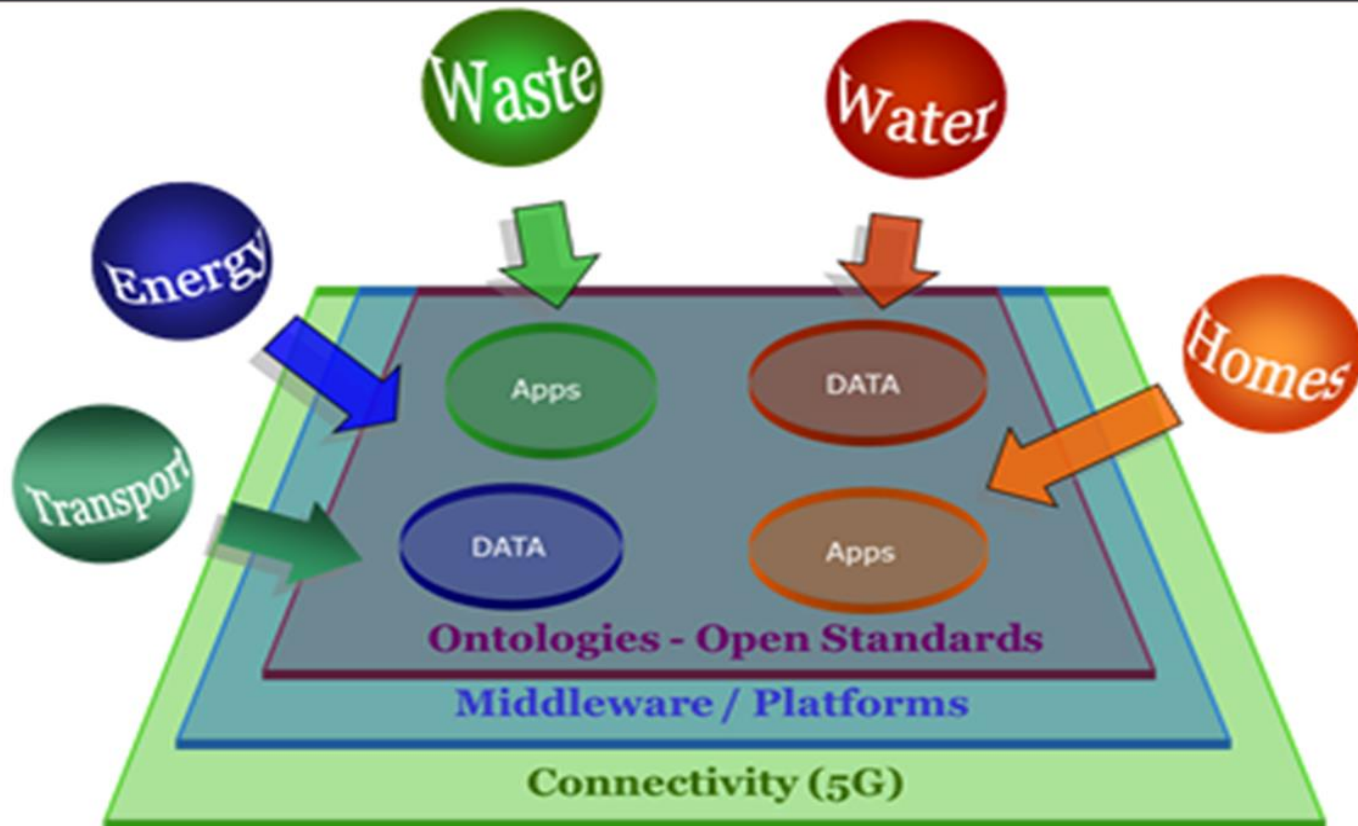 Waste
Water
Energy
Homes
Transport
Apps
DATA
DATA
Apps
Ontologies - Open Standards
Middleware / Platforms
Connectivity (5G)